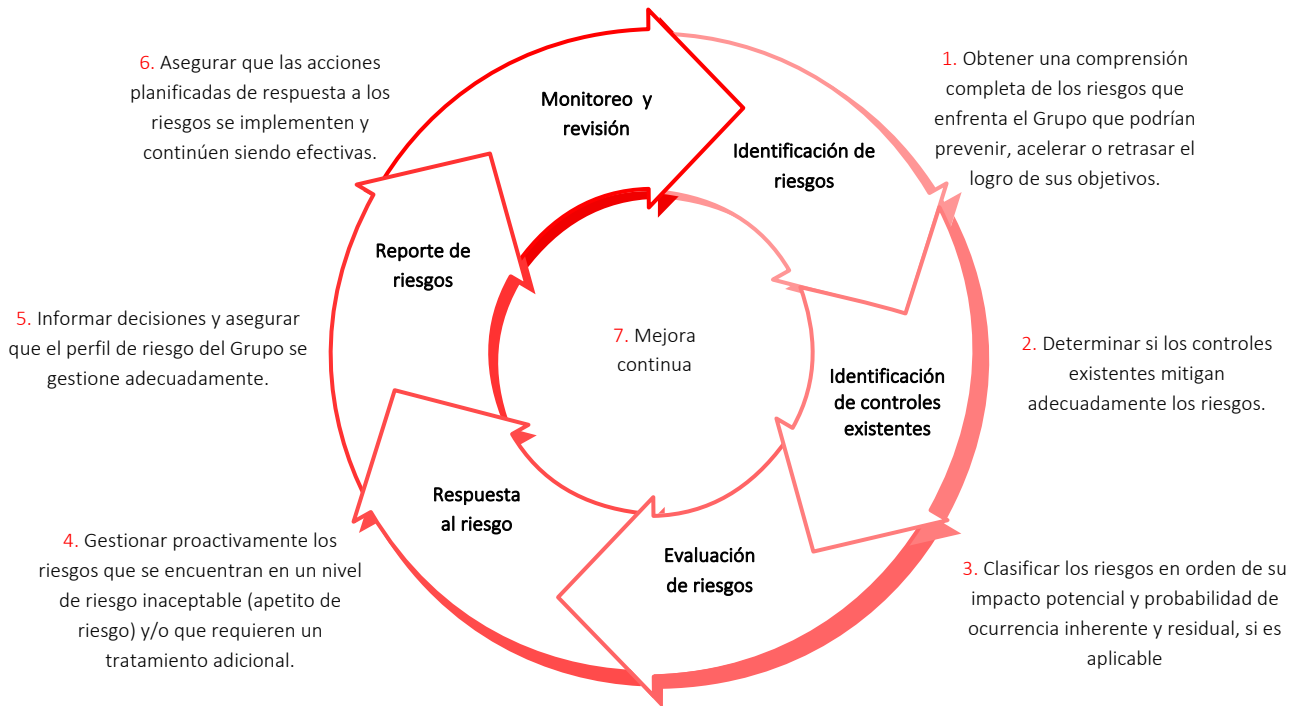 6. Asegurar que las acciones
planificadas de respuesta a los
riesgos se implementen y
continúen siendo efectivas.
Monitoreo y
revisión
1. Obtener una comprensión
completa de los riesgos que
enfrenta el Grupo que podrían
prevenir, acelerar o retrasar el
logro de sus objetivos.
Identificación de
riesgos
Reporte de
riesgos
5. Informar decisiones y asegurar
que el perfil de riesgo del Grupo se
gestione adecuadamente.
7. Mejora
continua
2. Determinar si los controles
existentes mitigan
adecuadamente los riesgos.
Identificación
de controles
existentes
Respuesta
al riesgo
4. Gestionar proactivamente los
riesgos que se encuentran en un nivel
de riesgo inaceptable (apetito de
riesgo) y/o que requieren un
tratamiento adicional.
Evaluación
de riesgos
3. Clasificar los riesgos en orden de su
impacto potencial y probabilidad de
ocurrencia inherente y residual, si es
aplicable